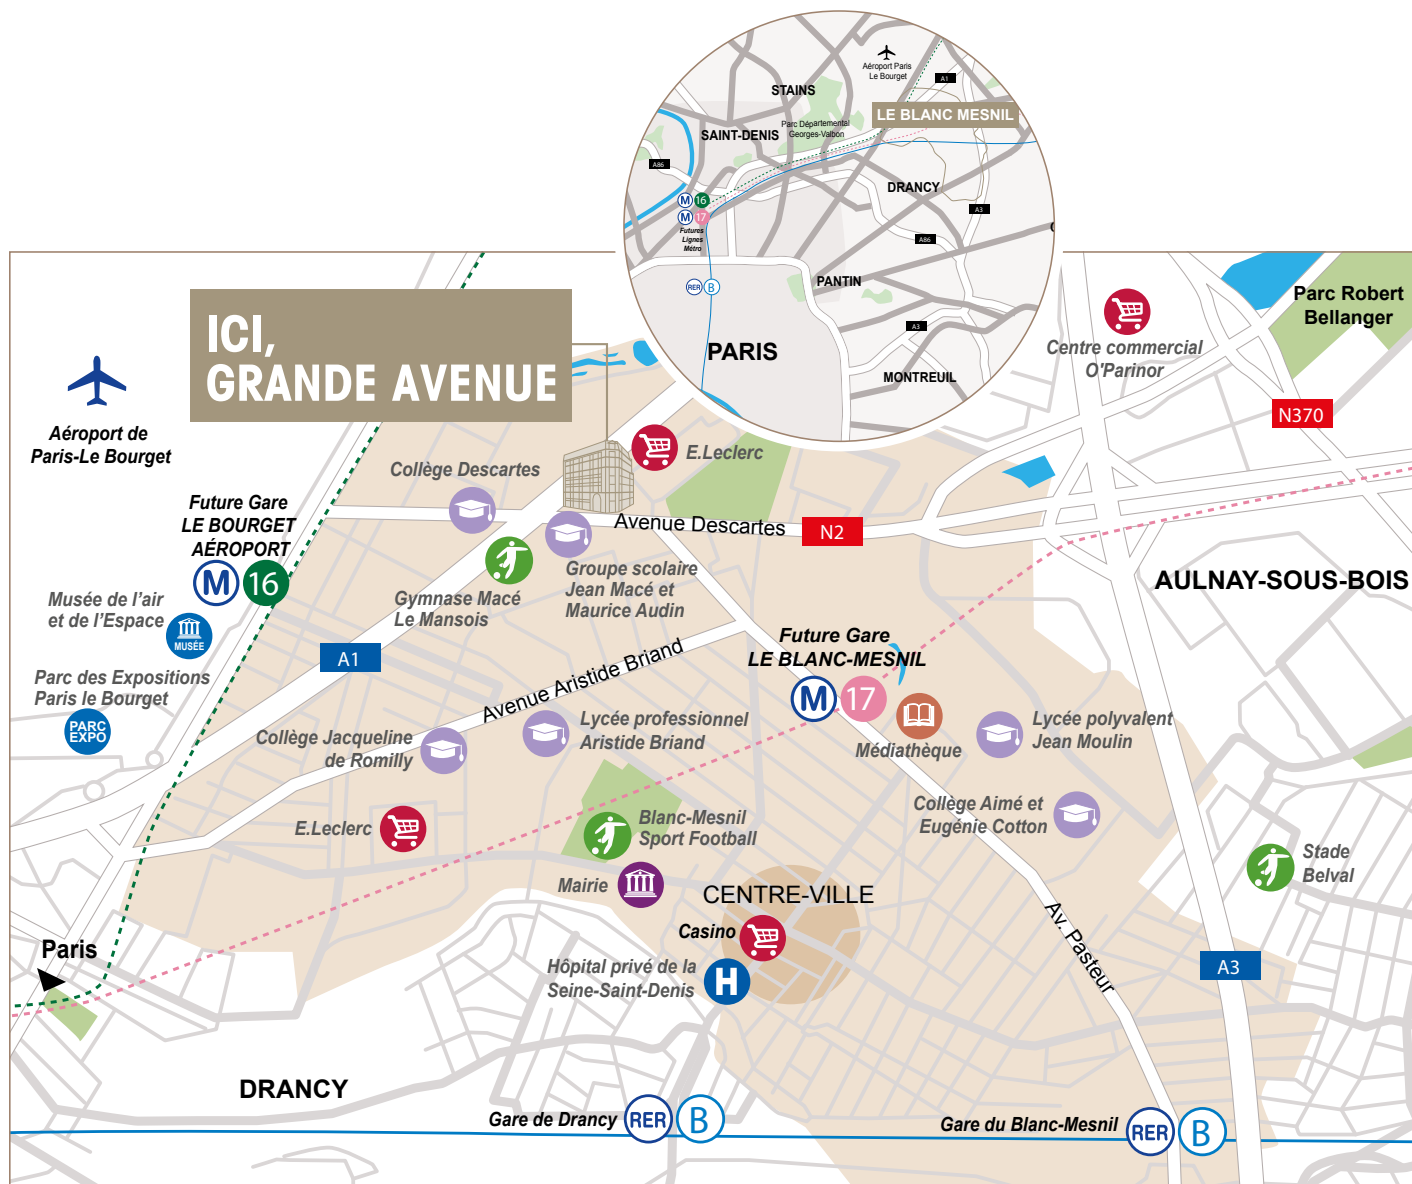 Aéroport Paris
Le Bourget
A1
STAINS
LE BLANC MESNIL
Parc Départemental
Georges-Valbon
SAINT-DENIS
A86
DRANCY
M 16
M 17
Futures
Lignes
Métro
A3
A86
RER B
PANTIN
A3
PARIS
MONTREUIL
ICI,
GRANDE AVENUE
Parc Robert
Bellanger
Centre commercial
O'Parinor
N370
Aéroport de
Paris-Le Bourget
Collège Descartes
E.Leclerc
Future Gare
LE BOURGET
AÉROPORT
M 16
Avenue Descartes
N2
Groupe scolaire
Jean Macé et
Maurice Audin
Gymnase Macé
Le Mansois
AULNAY-SOUS-BOIS
Musée de l'air
et de l'Espace
MUSÉE
A1
Future Gare
LE BLANC-MESNIL
M 17
Parc des Expositions
Paris le Bourget
PARC
EXPO
Avenue Aristide Briand
Collège Jacqueline
de Romilly
Lycée professionnel
Aristide Briand
Médiathèque
Lycée polyvalent
Jean Moulin
E.Leclerc
Blanc-Mesnil
Sport Football
Collège Aimé et
Eugénie Cotton
Stade
Belval
Mairie
CENTRE-VILLE
Casino
Paris
Hôpital privé de la
Seine-Saint-Denis
H
Av. Pasteur
A3
DRANCY
Gare de Drancy RER B
Gare du Blanc-Mesnil RER B